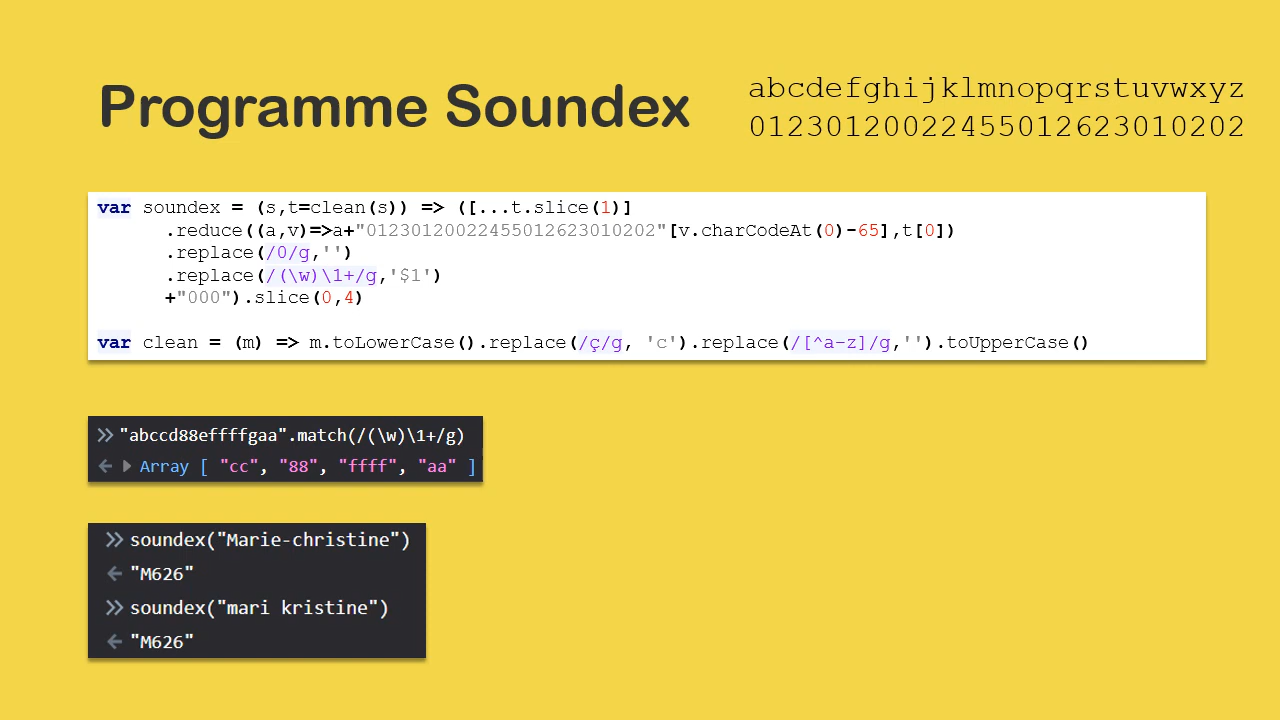 Programme Soundex
abcdefghijklmnopqrstuvwxyz
01230120022455012623010202
var soundex = (s,t=clean(s)) => ([...t.slice(1)]
.reduce((a,v)=>a+"01230120022455012623010202"[v.charCodeAt(0)-65],t[0])
.replace(/0/g,'')
.replace(/(\w)\1+/g,'$1')
+"000").slice(0,4)
var clean = (m) => m.toLowerCase().replace(/ç/g, 'c').replace(/[^a-z]/g,'').toUpperCase()
"abccd88effffgaa".match(/(\w)\1+/g)
Array [ "cc", "88", "ffff", "aa" ]
soundex("Marie-christine")
"M626"
soundex("mari kristine")
"M626"